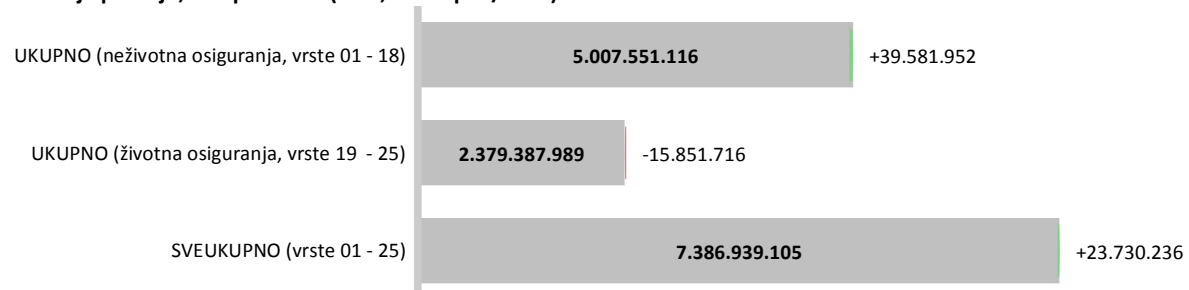 UKUPNO (neživotna osiguranja, vrste 01 - 18) 5.007.551.116 +39.581.952
UKUPNO (životna osiguranja, vrste 19 - 25) 2.379.387.989 -15.851.716
SVEUKUPNO (vrste 01 - 25) 7.386.939.105 +23.730.236